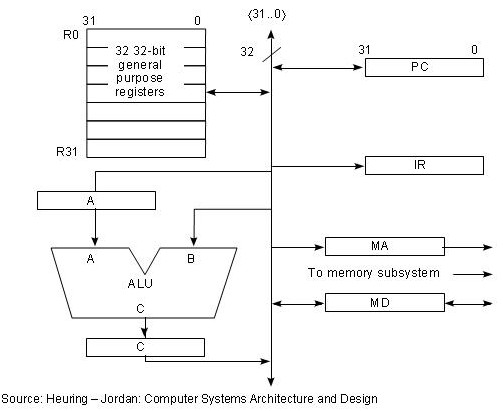 31 0
R0
32 32-bit
general
purpose
registers
R31
⟨31..0⟩
32
31 0
PC
IR
A
A B
ALU
C
C
MA
To memory subsystem
MD
Source: Heuring – Jordan: Computer Systems Architecture and Design